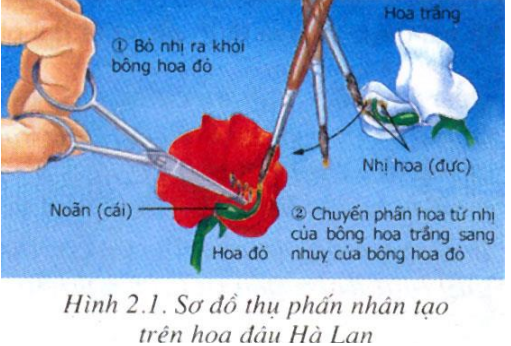 Hoa trắng
① Bỏ nhị ra khỏi
bông hoa đỏ
Nhị hoa (đực)
Noãn (cái)
② Chuyển phấn hoa từ nhị
của bông hoa trắng sang
nhuỵ của bông hoa đỏ
Hoa đỏ
Hình 2.1. Sơ đồ thụ phấn nhân tạo
trên hoa đậu Hà Lan